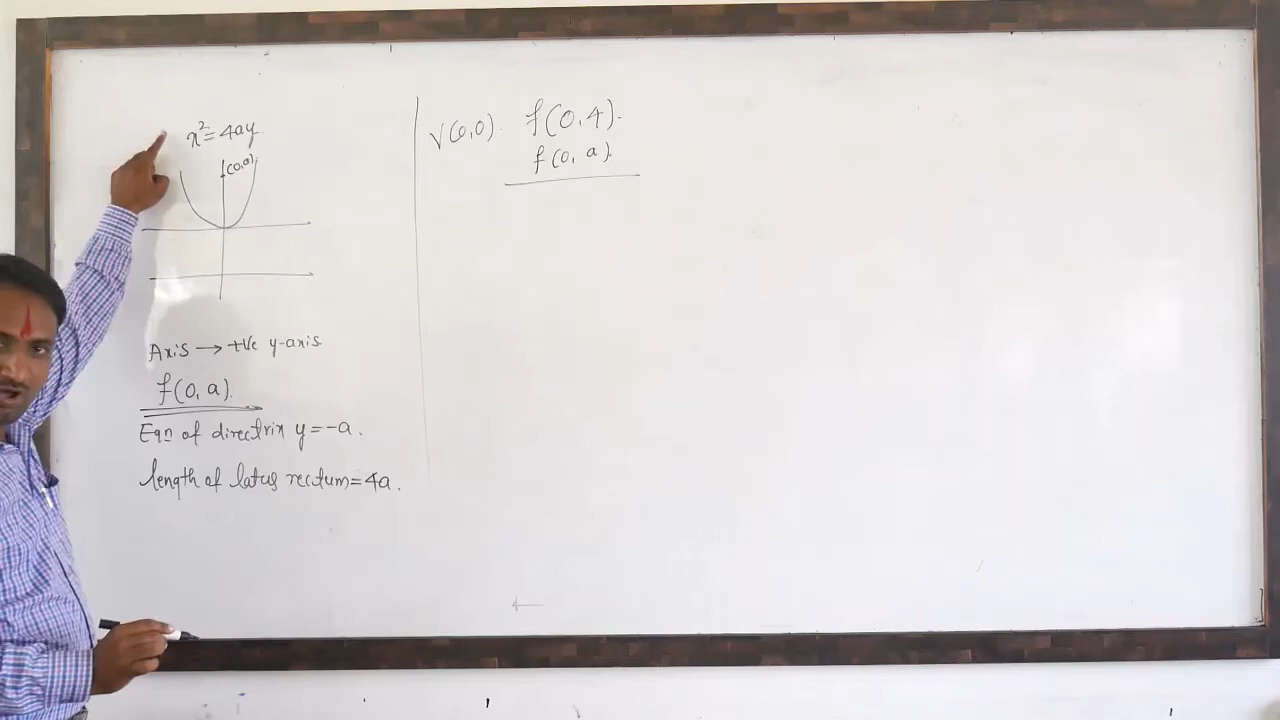 x² = 4ay
(0,a)
Axis → +ve y-axis
f(0, a).
Eqn of directrix y = -a.
length of latus rectum = 4a.
V(0,0). f(0,4).
f(0, a).